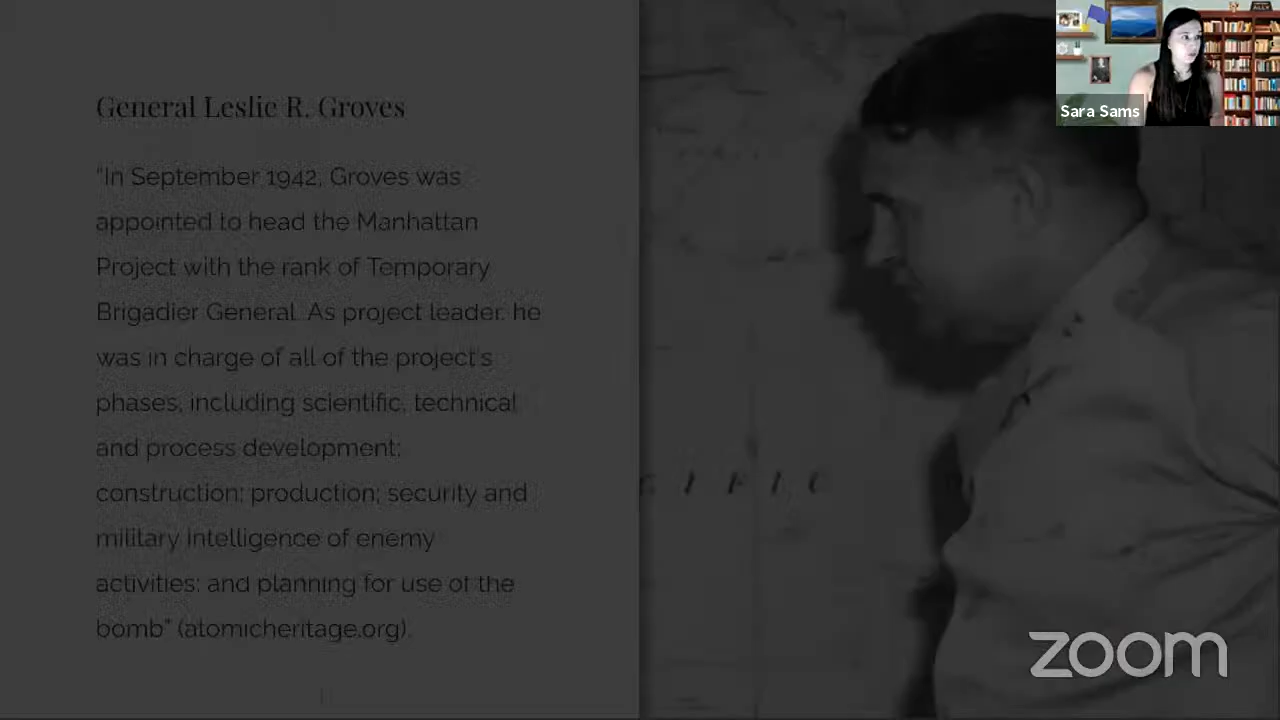 General Leslie R. Groves
"In September 1942, Groves was
appointed to head the Manhattan
Project with the rank of Temporary
Brigadier General. As project leader, he
was in charge of all of the project's
phases, including scientific, technical
and process development;
construction; production; security and
military intelligence of enemy
activities; and planning for use of the
bomb" (atomicheritage.org).
C I F I C
Sara Sams
zoom